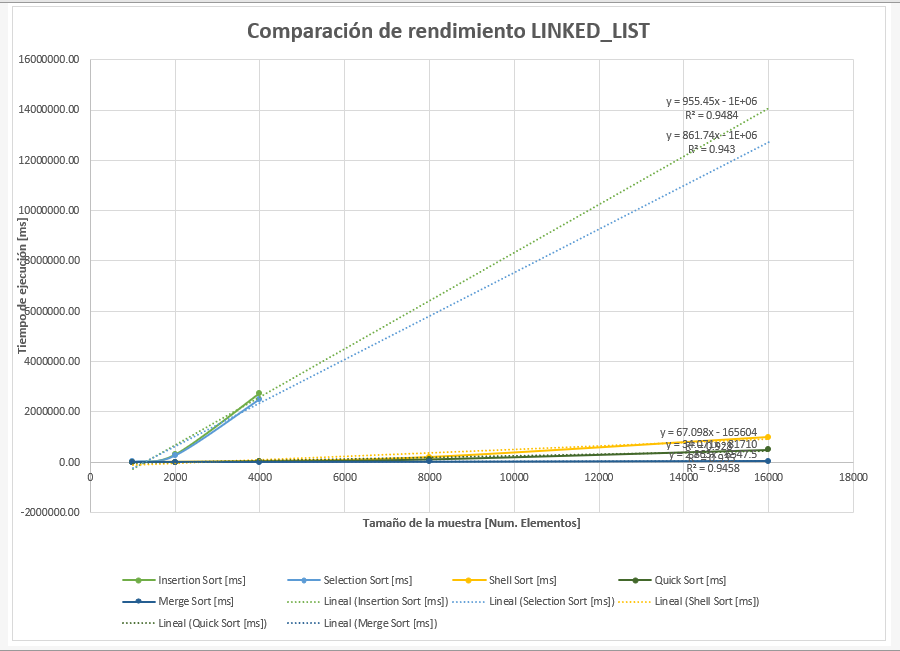 Comparación de rendimiento LINKED_LIST
16000000.00
14000000.00
12000000.00
10000000.00
8000000.00
6000000.00
4000000.00
2000000.00
0.00
-2000000.00
Tiempo de ejecución [ms]
y = 955.45x - 1E+06
R² = 0.9484
y = 861.74x - 1E+06
R² = 0.943
y = 67.098x - 165604
R² = 0.9458
0
2000
4000
6000
8000
10000
12000
14000
16000
18000
Tamaño de la muestra [Num. Elementos]
Insertion Sort [ms]
Selection Sort [ms]
Shell Sort [ms]
Quick Sort [ms]
Merge Sort [ms]
Lineal (Insertion Sort [ms])
Lineal (Selection Sort [ms])
Lineal (Shell Sort [ms])
Lineal (Quick Sort [ms])
Lineal (Merge Sort [ms])